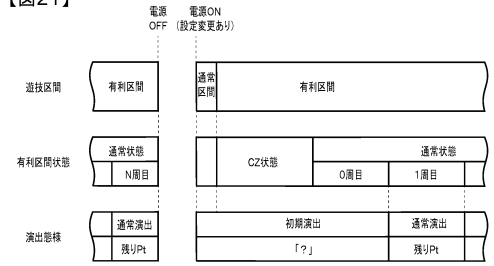 【図21】
電源 電源ON
OFF (設定変更あり)
遊技区間
有利区間
通常
区間
有利区間
有利区間状態
通常状態
N周目
CZ状態
通常状態
0周目
1周目
演出態様
通常演出
残りPt
初期演出
「？」
通常演出
残りPt